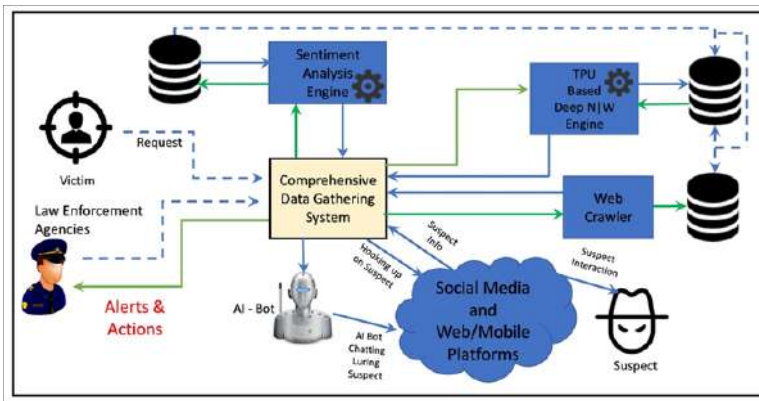 Sentiment
Analysis
Engine
TPU
Based
Deep N|W
Engine
Request
Victim
Comprehensive
Data Gathering
System
Web
Crawler
Law Enforcement
Agencies
Suspect
Info
Hooking up
on Suspect
Suspect
Interaction
Alerts &
Actions
AI - Bot
Social Media
and
Web/Mobile
Platforms
AI Bot
Chatting
Luring
Suspect
Suspect